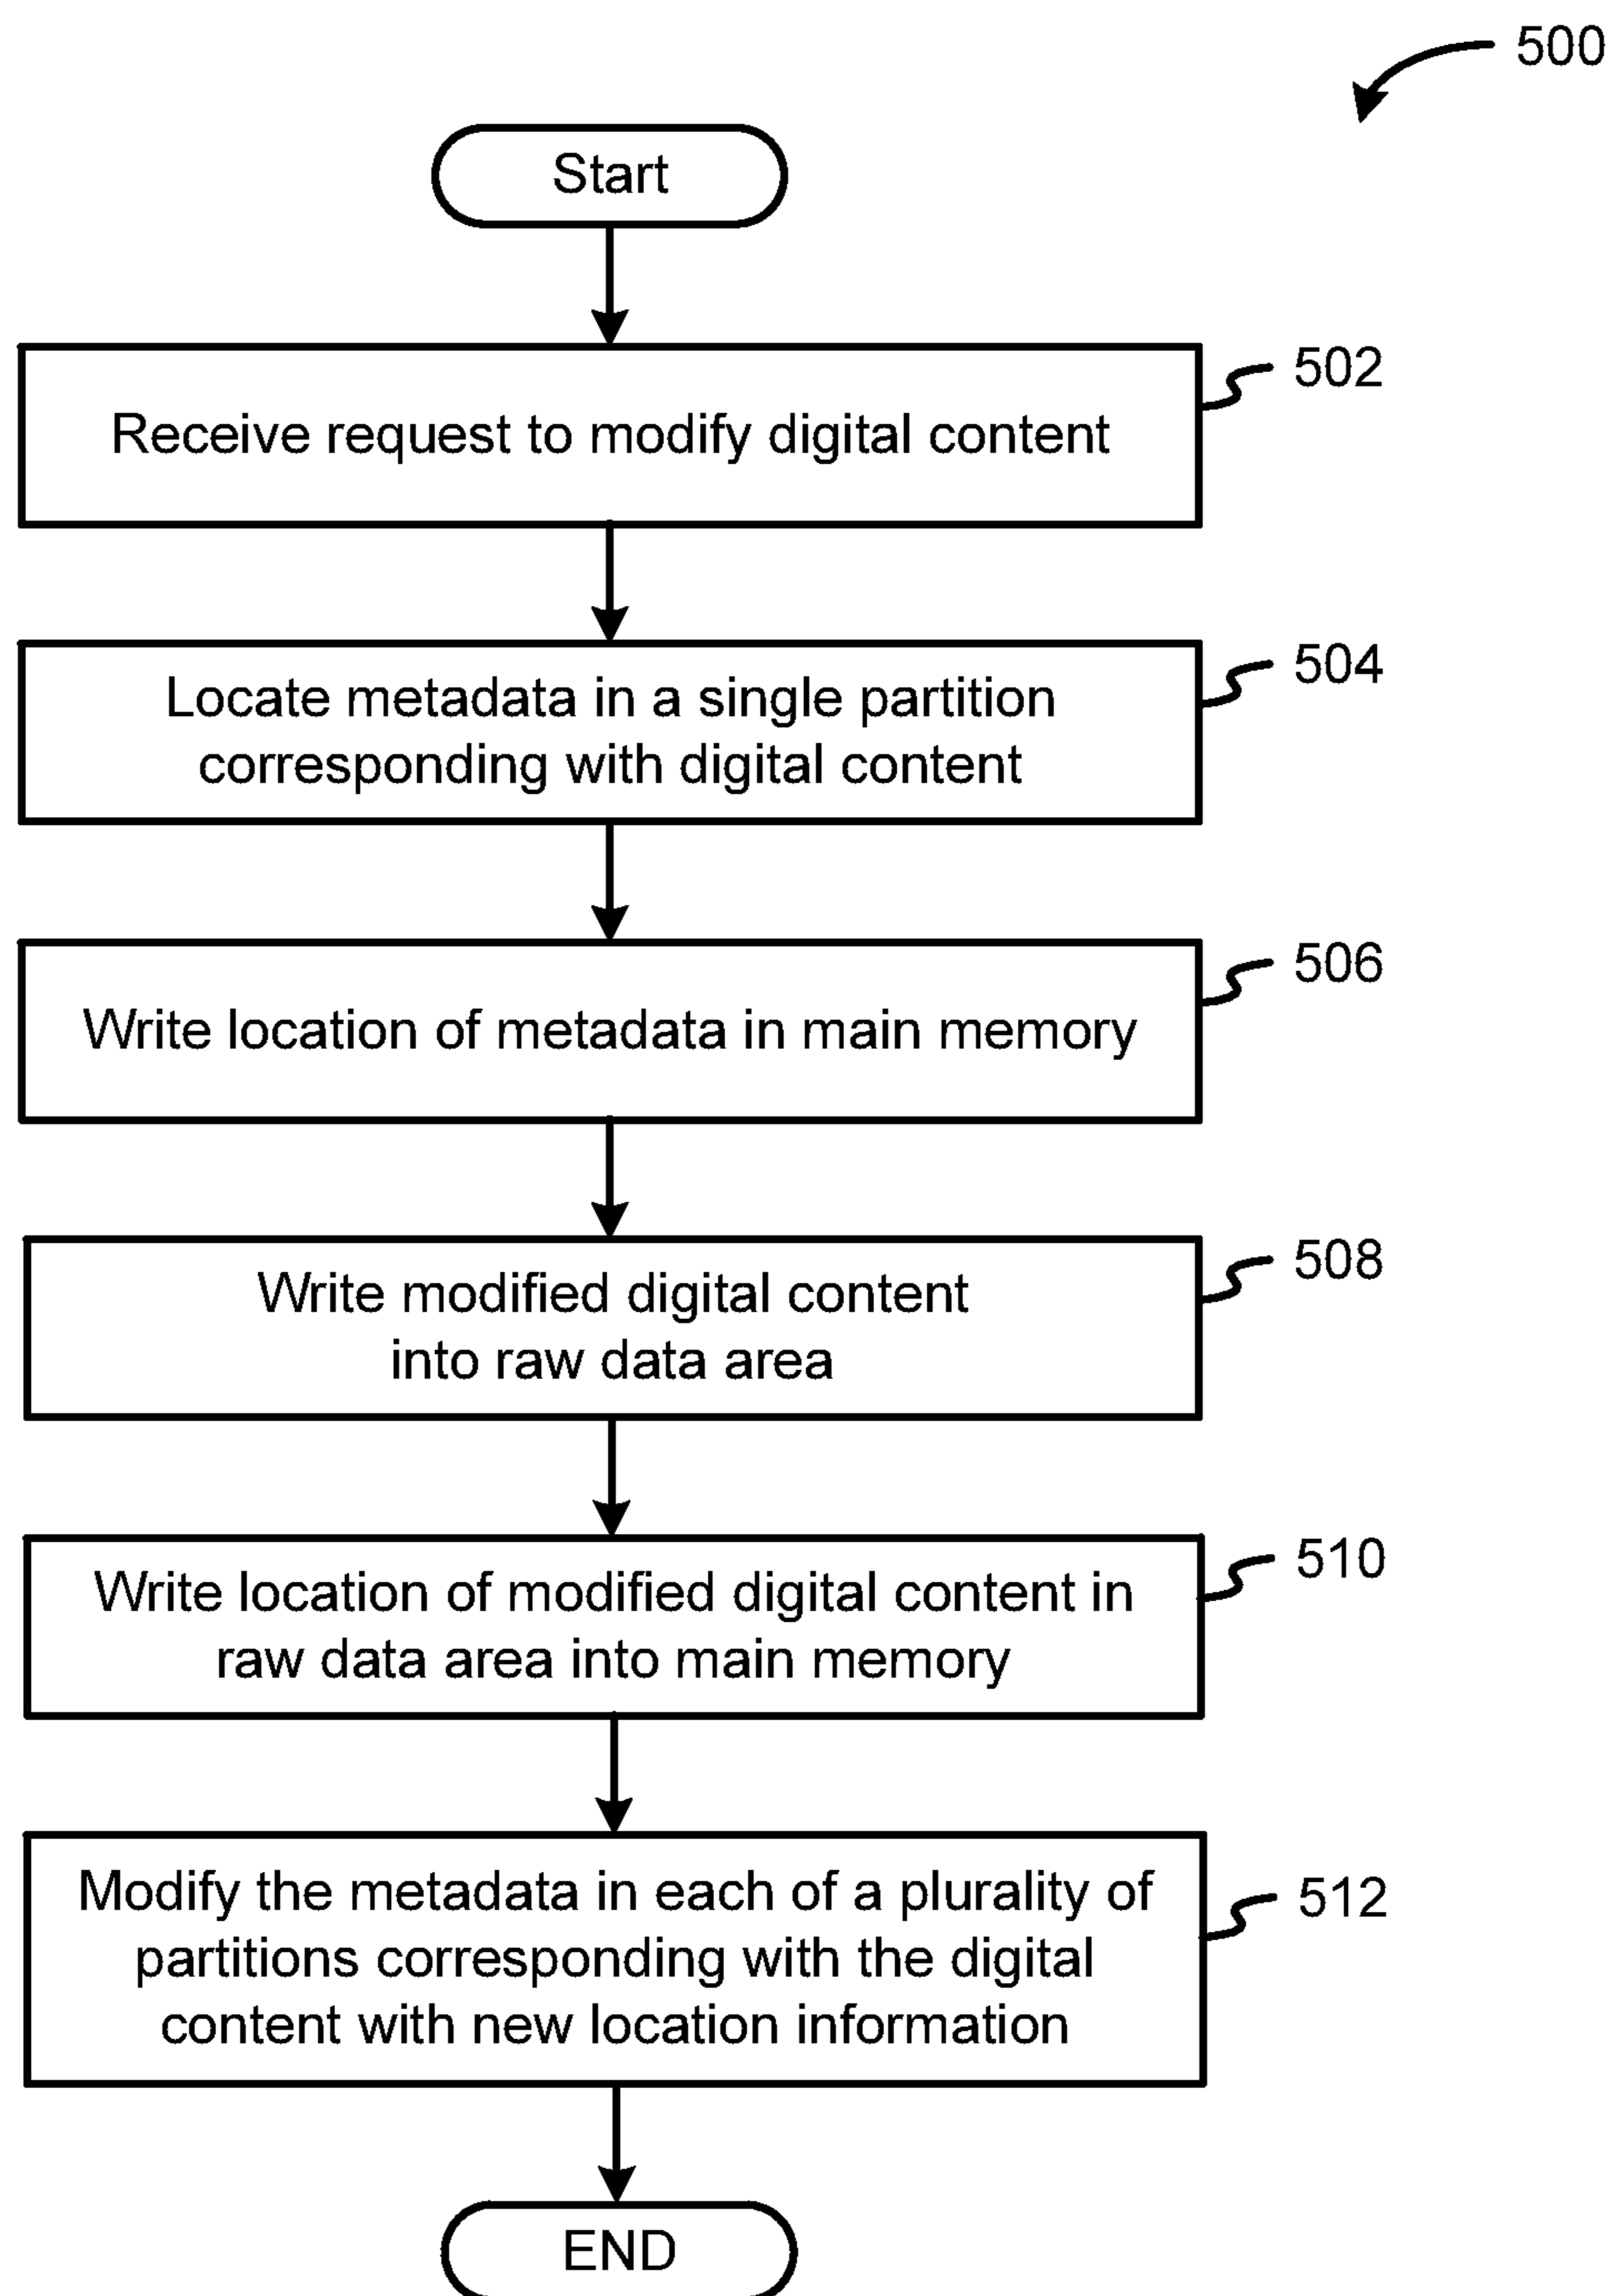 500
Start
Receive request to modify digital content
502
Locate metadata in a single partition
corresponding with digital content
504
Write location of metadata in main memory
506
Write modified digital content
into raw data area
508
Write location of modified digital content in
raw data area into main memory
510
Modify the metadata in each of a plurality of
partitions corresponding with the digital
content with new location information
512
END